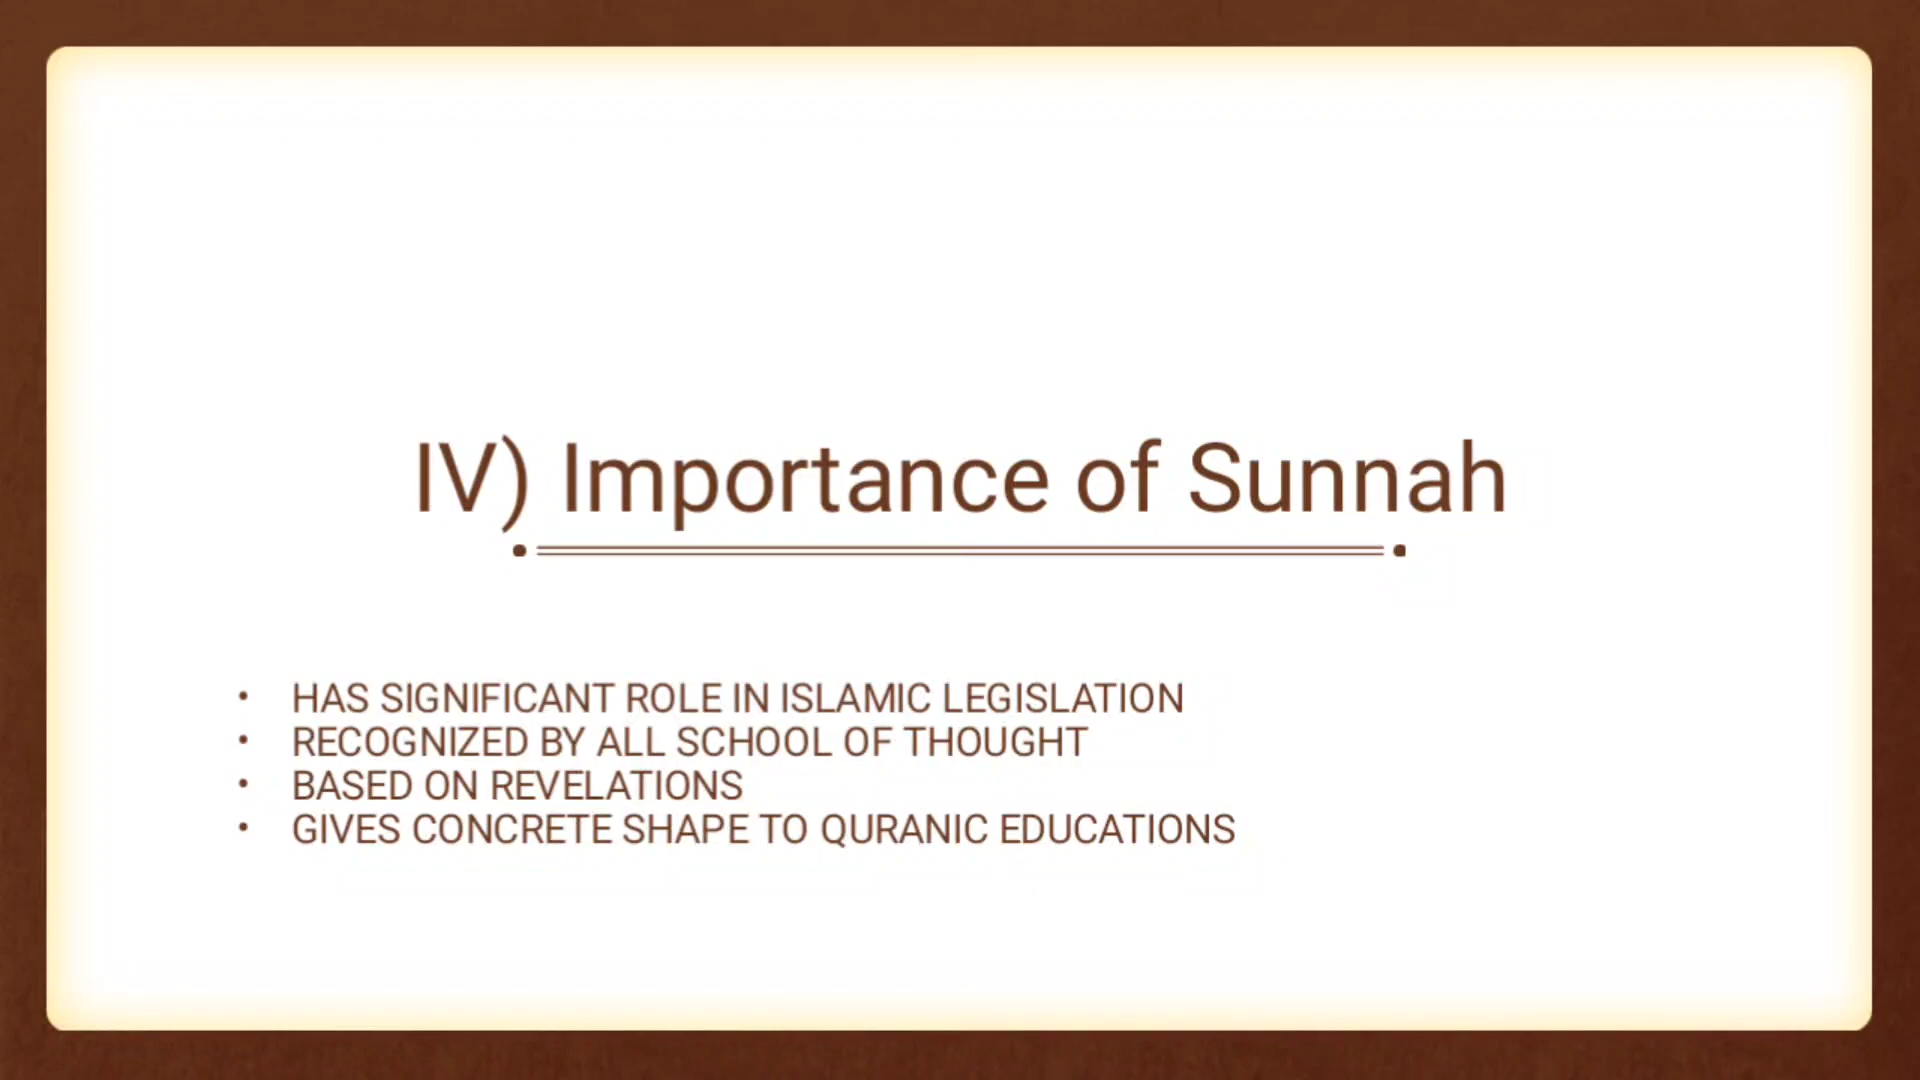 IV) Importance of Sunnah
• HAS SIGNIFICANT ROLE IN ISLAMIC LEGISLATION
• RECOGNIZED BY ALL SCHOOL OF THOUGHT
• BASED ON REVELATIONS
• GIVES CONCRETE SHAPE TO QURANIC EDUCATIONS